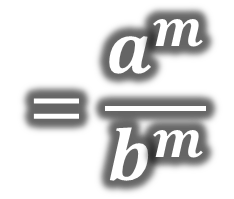 = a^m / b^m